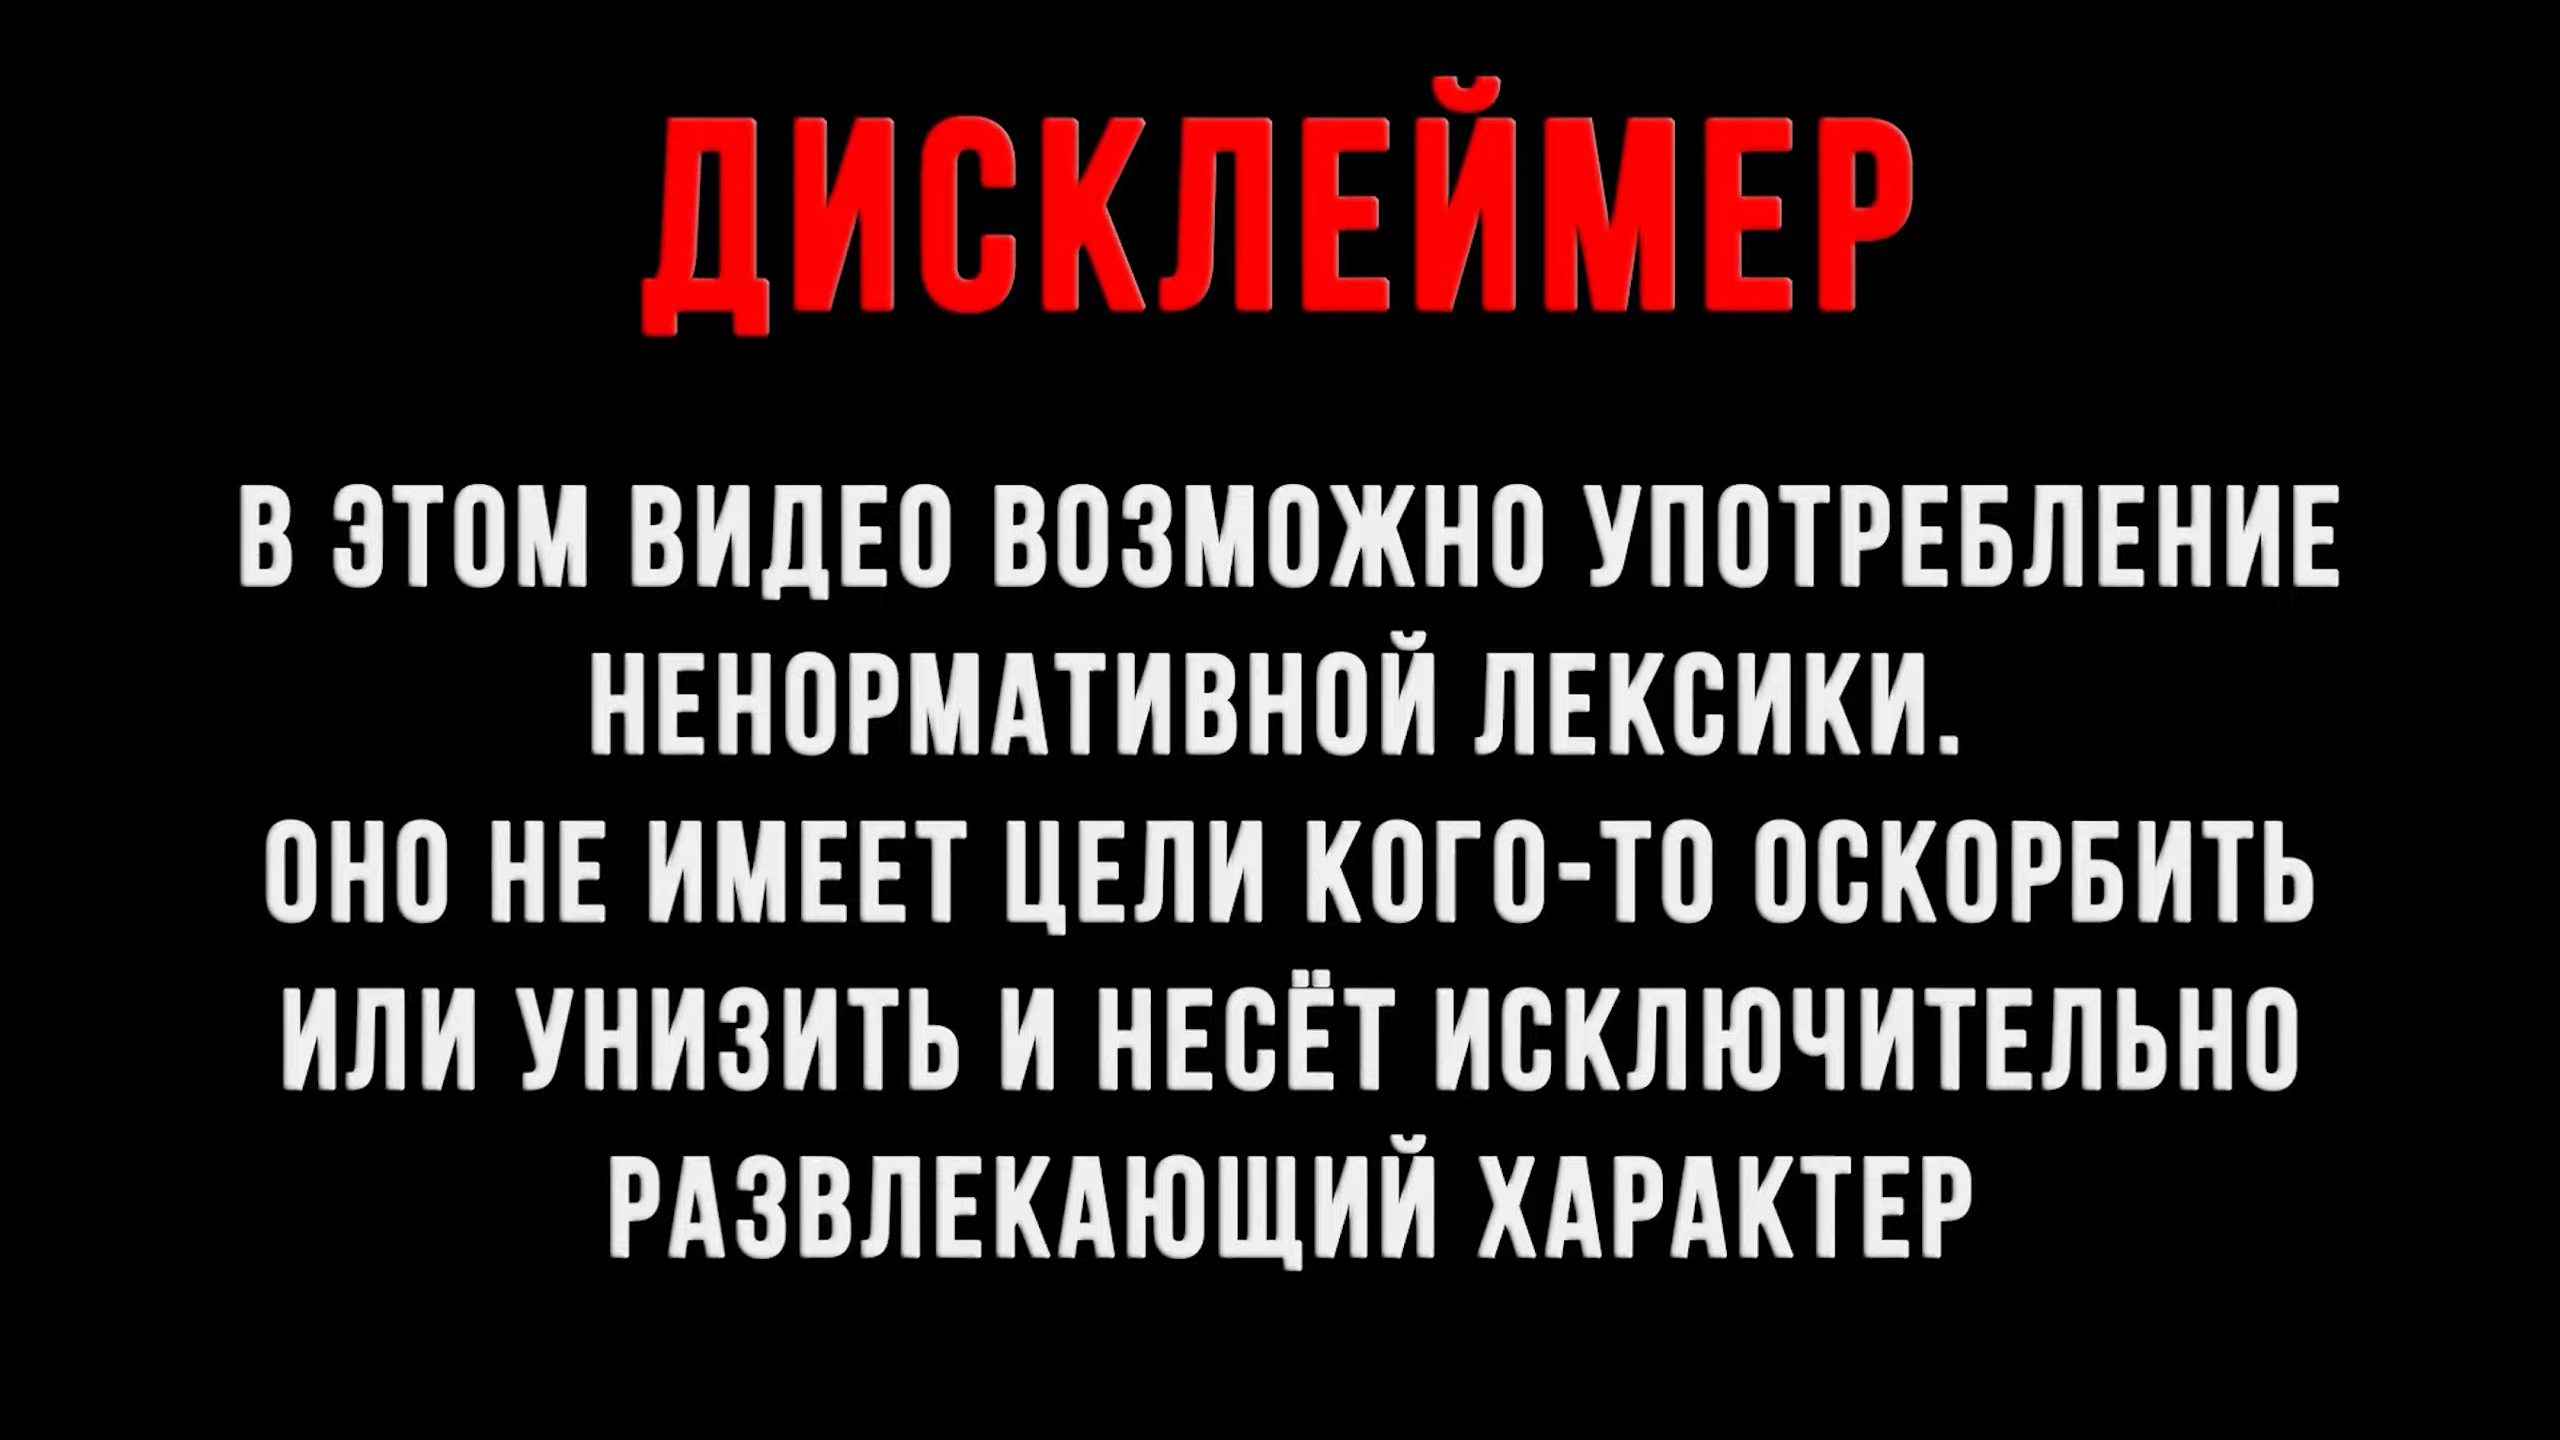 ДИСКЛЕЙМЕР
В ЭТОМ ВИДЕО ВОЗМОЖНО УПОТРЕБЛЕНИЕ
НЕНОРМАТИВНОЙ ЛЕКСИКИ.
ОНО НЕ ИМЕЕТ ЦЕЛИ КОГО-ТО ОСКОРБИТЬ
ИЛИ УНИЗИТЬ И НЕСЁТ ИСКЛЮЧИТЕЛЬНО
РАЗВЛЕКАЮЩИЙ ХАРАКТЕР